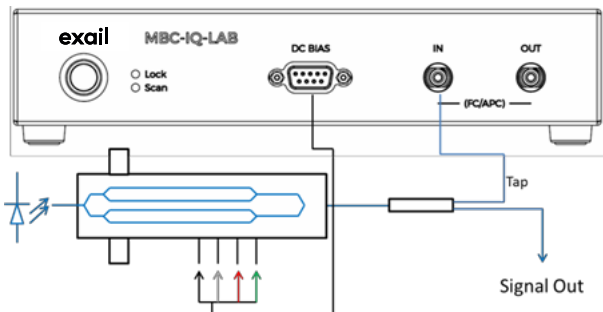 exail MBC-IQ-LAB
DC BIAS IN OUT
Lock
Scan
(FC/APC)
Tap
Signal Out